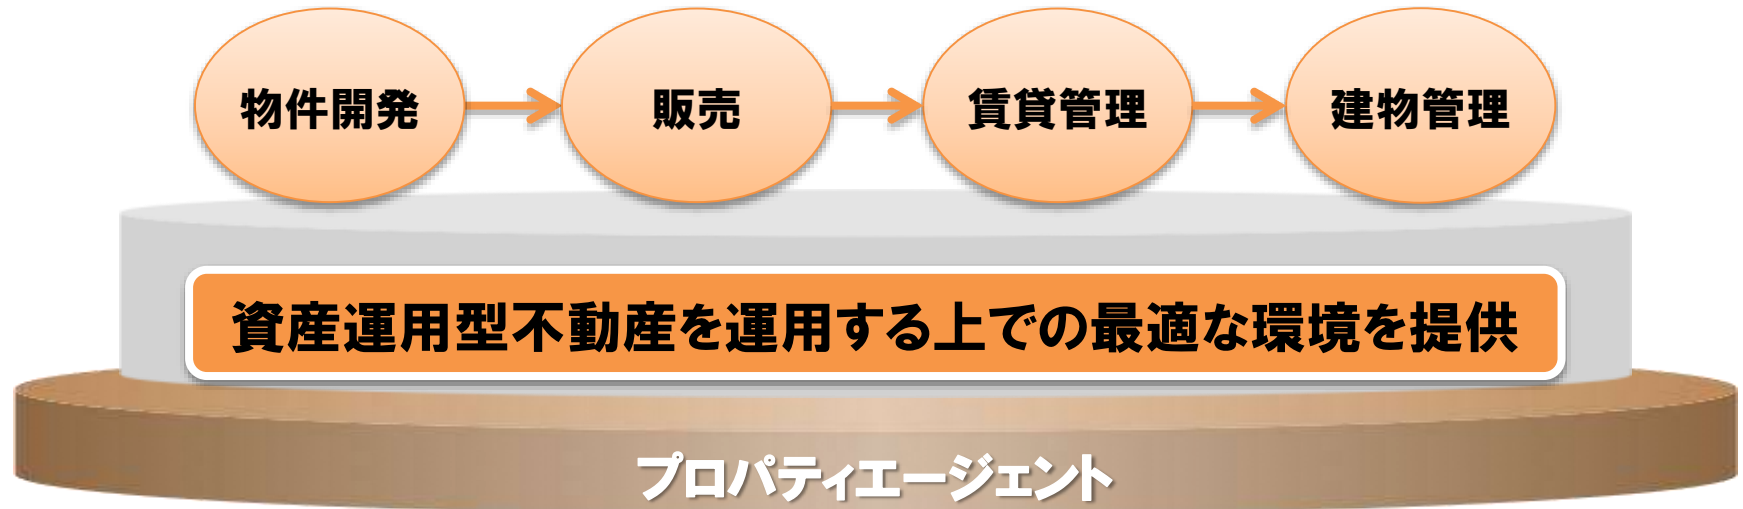 物件開発
販売
賃貸管理
建物管理
資産運用型不動産を運用する上での最適な環境を提供
プロパティエージェント